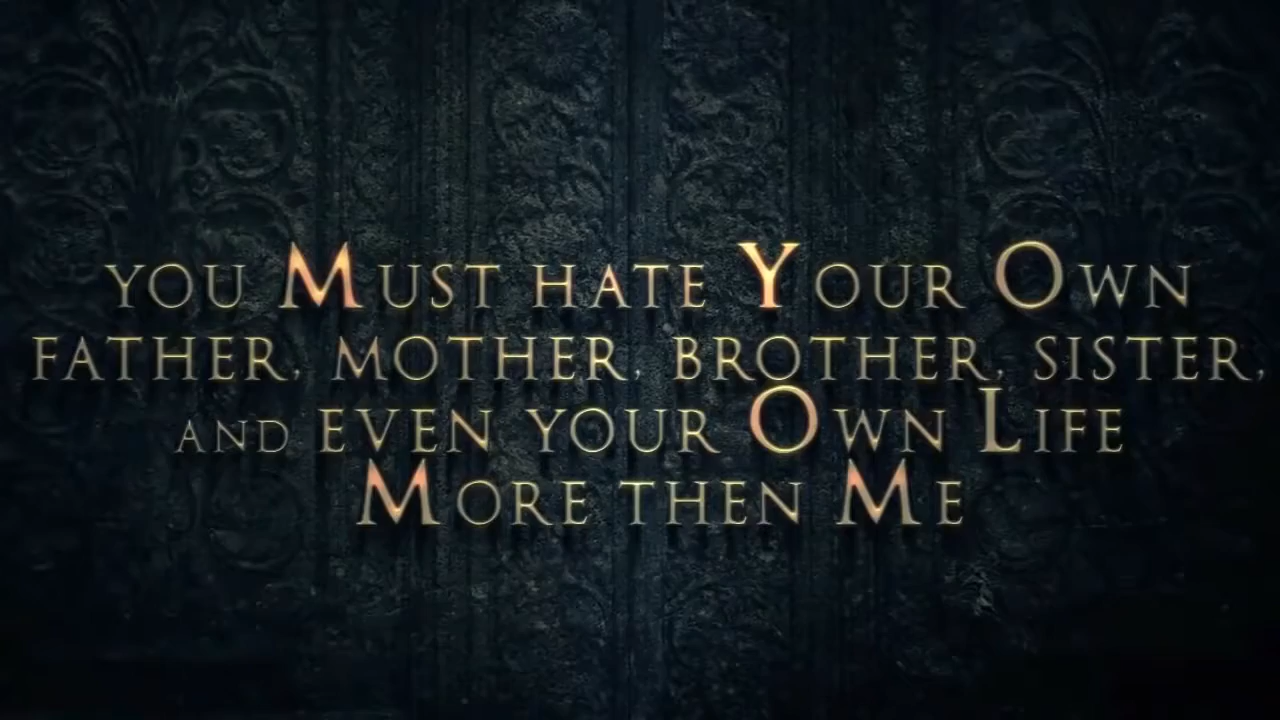 YOU MUST HATE YOUR OWN
FATHER, MOTHER, BROTHER, SISTER,
AND EVEN YOUR OWN LIFE
MORE THEN ME